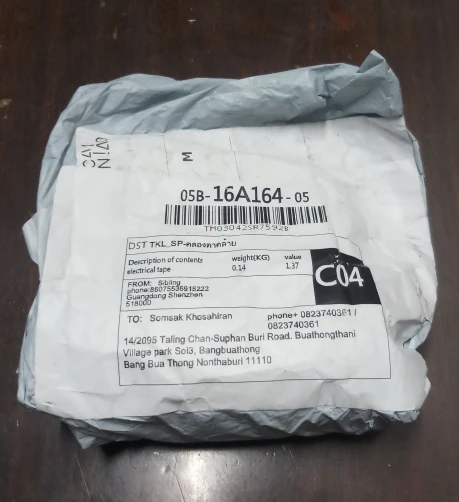 CAI
NIAO
M
05B-16A164-05
TH03042SR7592B
DST TKL_SP-คลองตาคล้าย
Description of contents weight(KG) value
electrical tape 0.14 1.37
C04
FROM: Sibling
phone:86075536915222
Guangdong Shenzhen
518000
TO: Somsak Khosahiran phone+ 0823740361 /
0823740361
14/2095 Taling Chan-Suphan Buri Road. Buathongthani
Village park Soi3, Bangbuathong
Bang Bua Thong Nonthaburi 11110